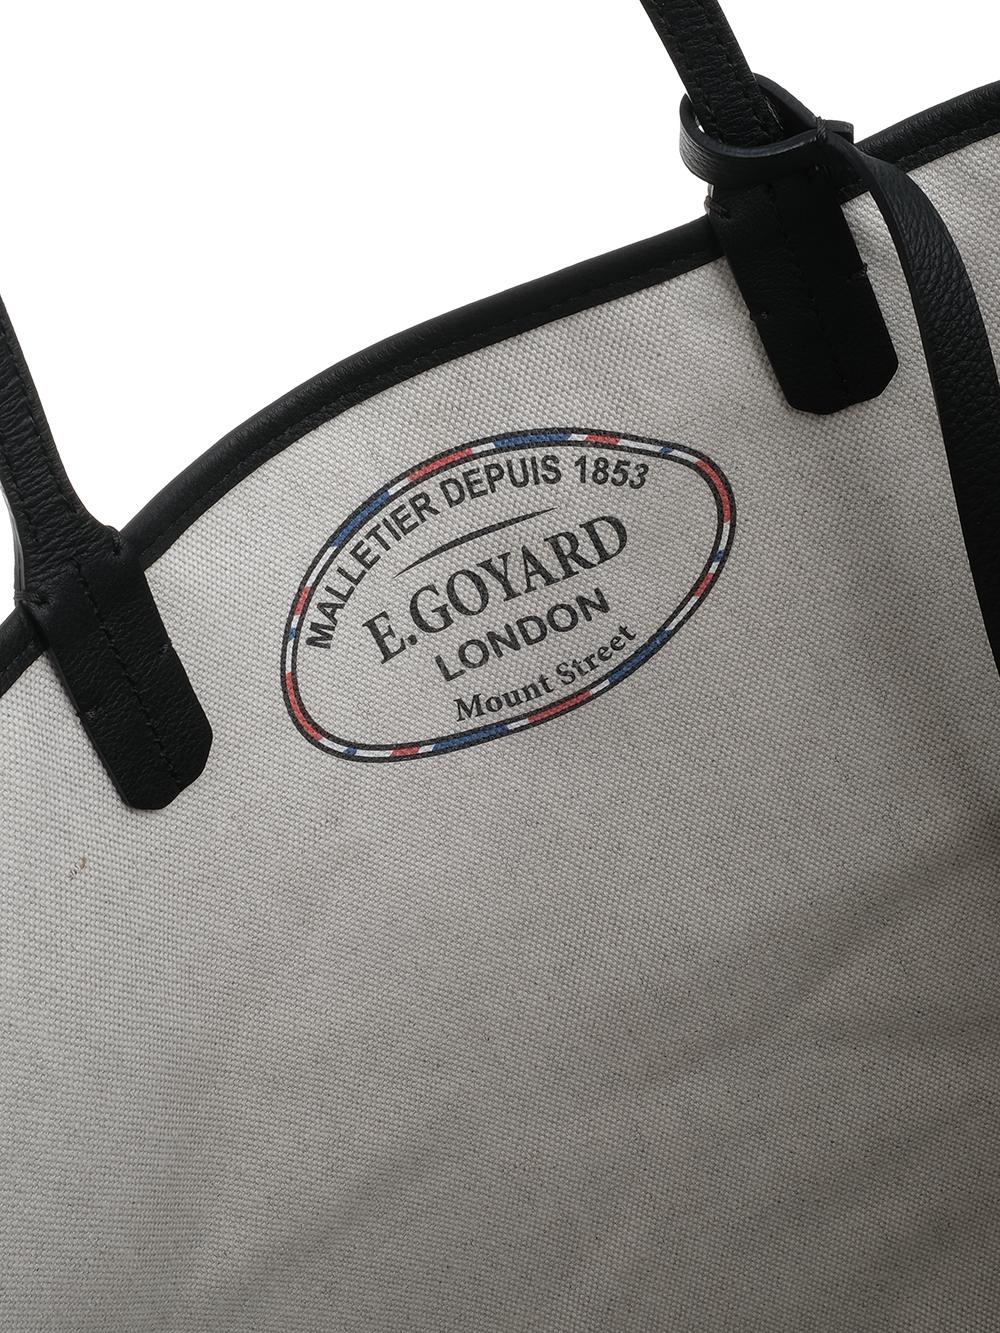 MALLETIER DEPUIS 1853
E.GOYARD
LONDON
Mount Street